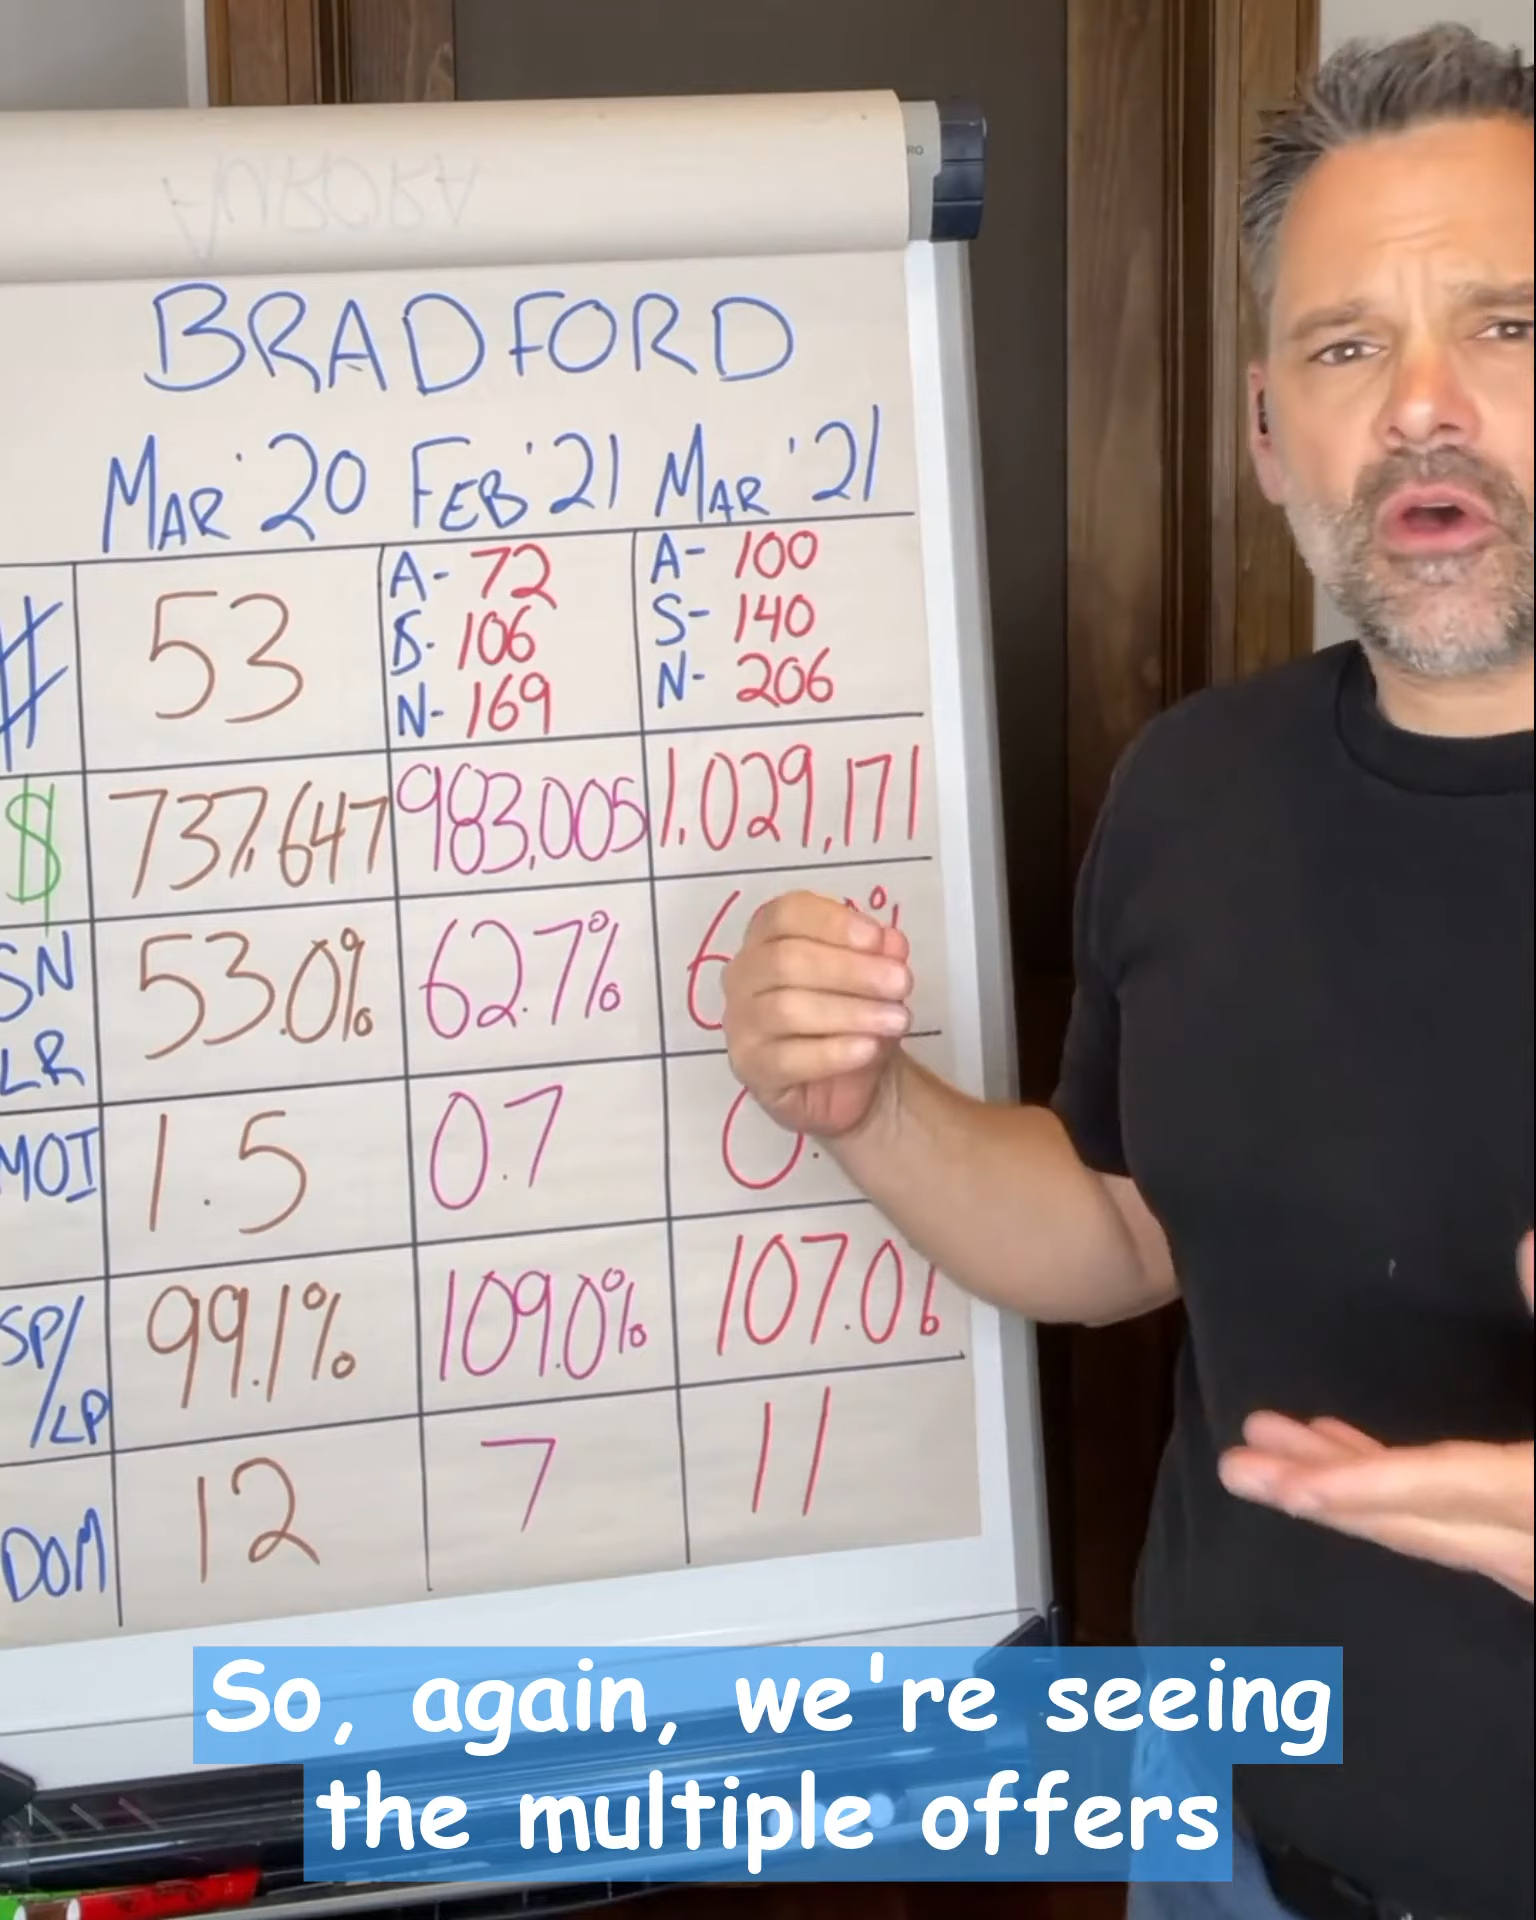 AURORA
BRADFORD
MAR '20 FEB '21 MAR '21
# 53 A- 72 A- 100
S- 106 S- 140
N- 169 N- 206
$ 737,647 983,005 1,029,171
SN 53.0% 62.7%
LR
MOI 1.5 0.7
SP/ 99.1% 109.0% 107.0%
LP
DOM 12 7 11
So, again, we're seeing
the multiple offers